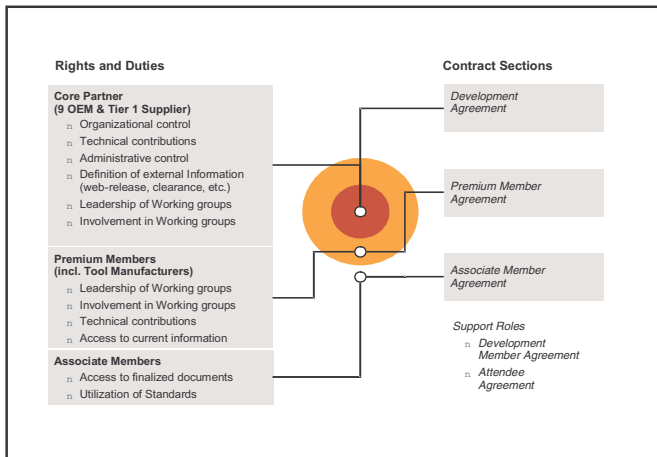 Rights and Duties
Core Partner
(9 OEM & Tier 1 Supplier)
n Organizational control
n Technical contributions
n Administrative control
n Definition of external Information
(web-release, clearance, etc.)
n Leadership of Working groups
n Involvement in Working groups
Premium Members
(incl. Tool Manufacturers)
n Leadership of Working groups
n Involvement in Working groups
n Technical contributions
n Access to current information
Associate Members
n Access to finalized documents
n Utilization of Standards
Contract Sections
Development
Agreement
Premium Member
Agreement
Associate Member
Agreement
Support Roles
n Development
Member Agreement
n Attendee
Agreement